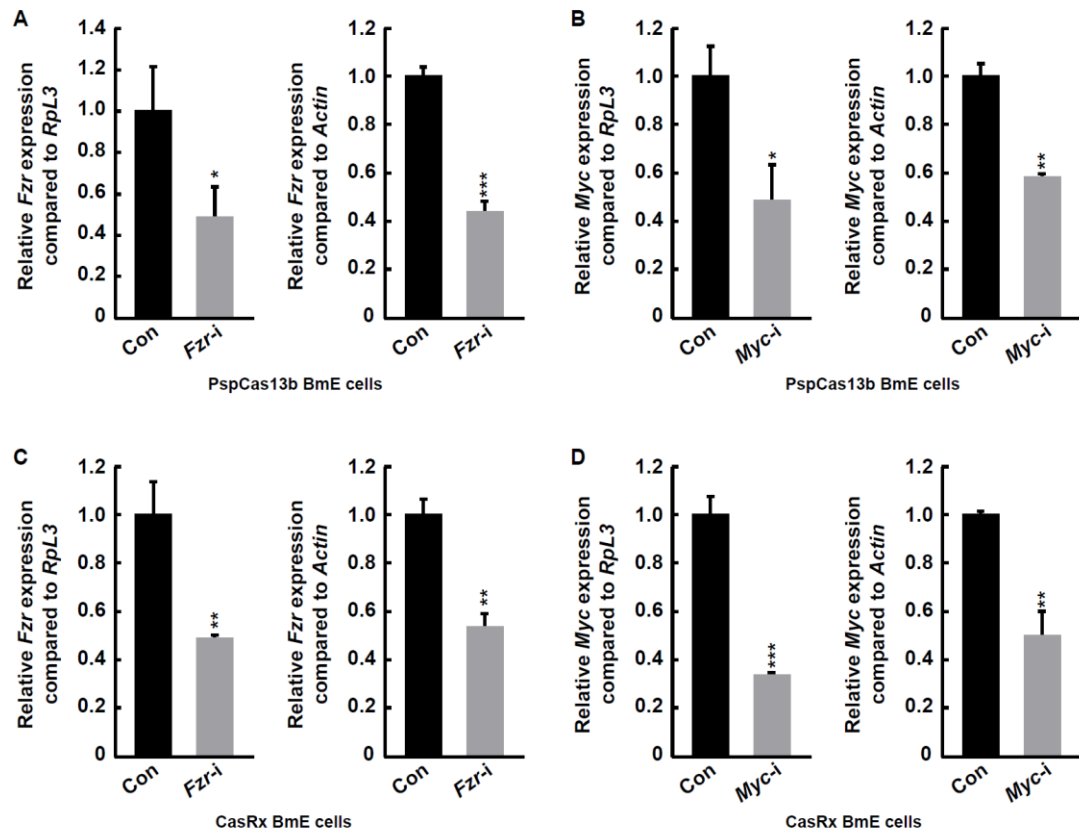 A
Relative Fzr expression
compared to RpL3
1.4
1.2
1.0
0.8
0.6
0.4
0.2
0
*
Con
Fzr-i
Relative Fzr expression
compared to Actin
1.2
1.0
0.8
0.6
0.4
0.2
0
***
Con
Fzr-i
PspCas13b BmE cells
B
Relative Myc expression
compared to RpL3
1.2
1.0
0.8
0.6
0.4
0.2
0
*
Con
Myc-i
Relative Myc expression
compared to Actin
1.2
1.0
0.8
0.6
0.4
0.2
0
**
Con
Myc-i
PspCas13b BmE cells
C
Relative Fzr expression
compared to RpL3
1.2
1.0
0.8
0.6
0.4
0.2
0
**
Con
Fzr-i
Relative Fzr expression
compared to Actin
1.2
1.0
0.8
0.6
0.4
0.2
0
**
Con
Fzr-i
CasRx BmE cells
D
Relative Myc expression
compared to RpL3
1.2
1.0
0.8
0.6
0.4
0.2
0
***
Con
Myc-i
Relative Myc expression
compared to Actin
1.2
1.0
0.8
0.6
0.4
0.2
0
**
Con
Myc-i
CasRx BmE cells